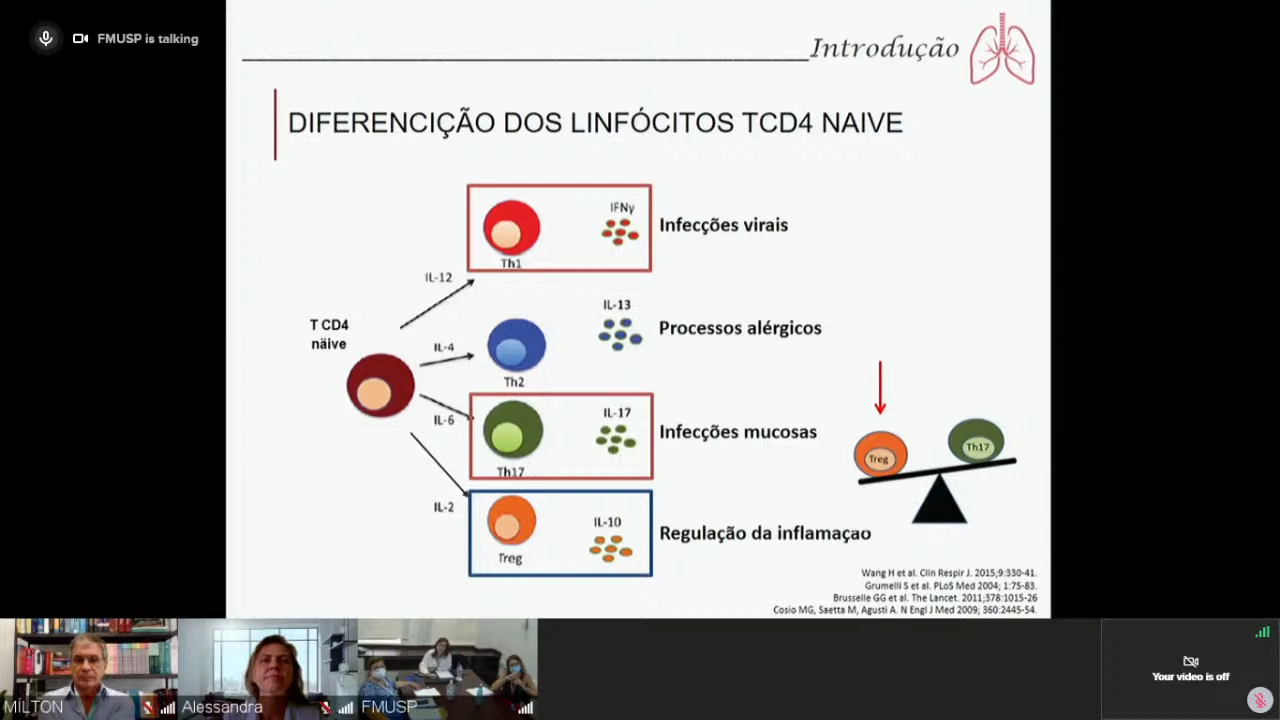 FMUSP is talking
Introdução
DIFERENCIÇÃO DOS LINFÓCITOS TCD4 NAIVE
IFNγ
Infecções virais
Th1
IL-12
IL-13
T CD4
näive
Processos alérgicos
IL-4
Th2
IL-17
IL-6
Infecções mucosas
Th17
Treg
Th17
IL-2
IL-10
Regulação da inflamaçao
Treg
Wang H et al. Clin Respir J. 2015;9:330-41.
Grumelli S et al. PLoS Med 2004; 1:75-83.
Brusselle GG et al. The Lancet. 2011;378:1015-26
Cosio MG, Saetta M, Agusti A. N Engl J Med 2009; 360:2445-54.
MILTON
Alessandra
FMUSP
Your video is off